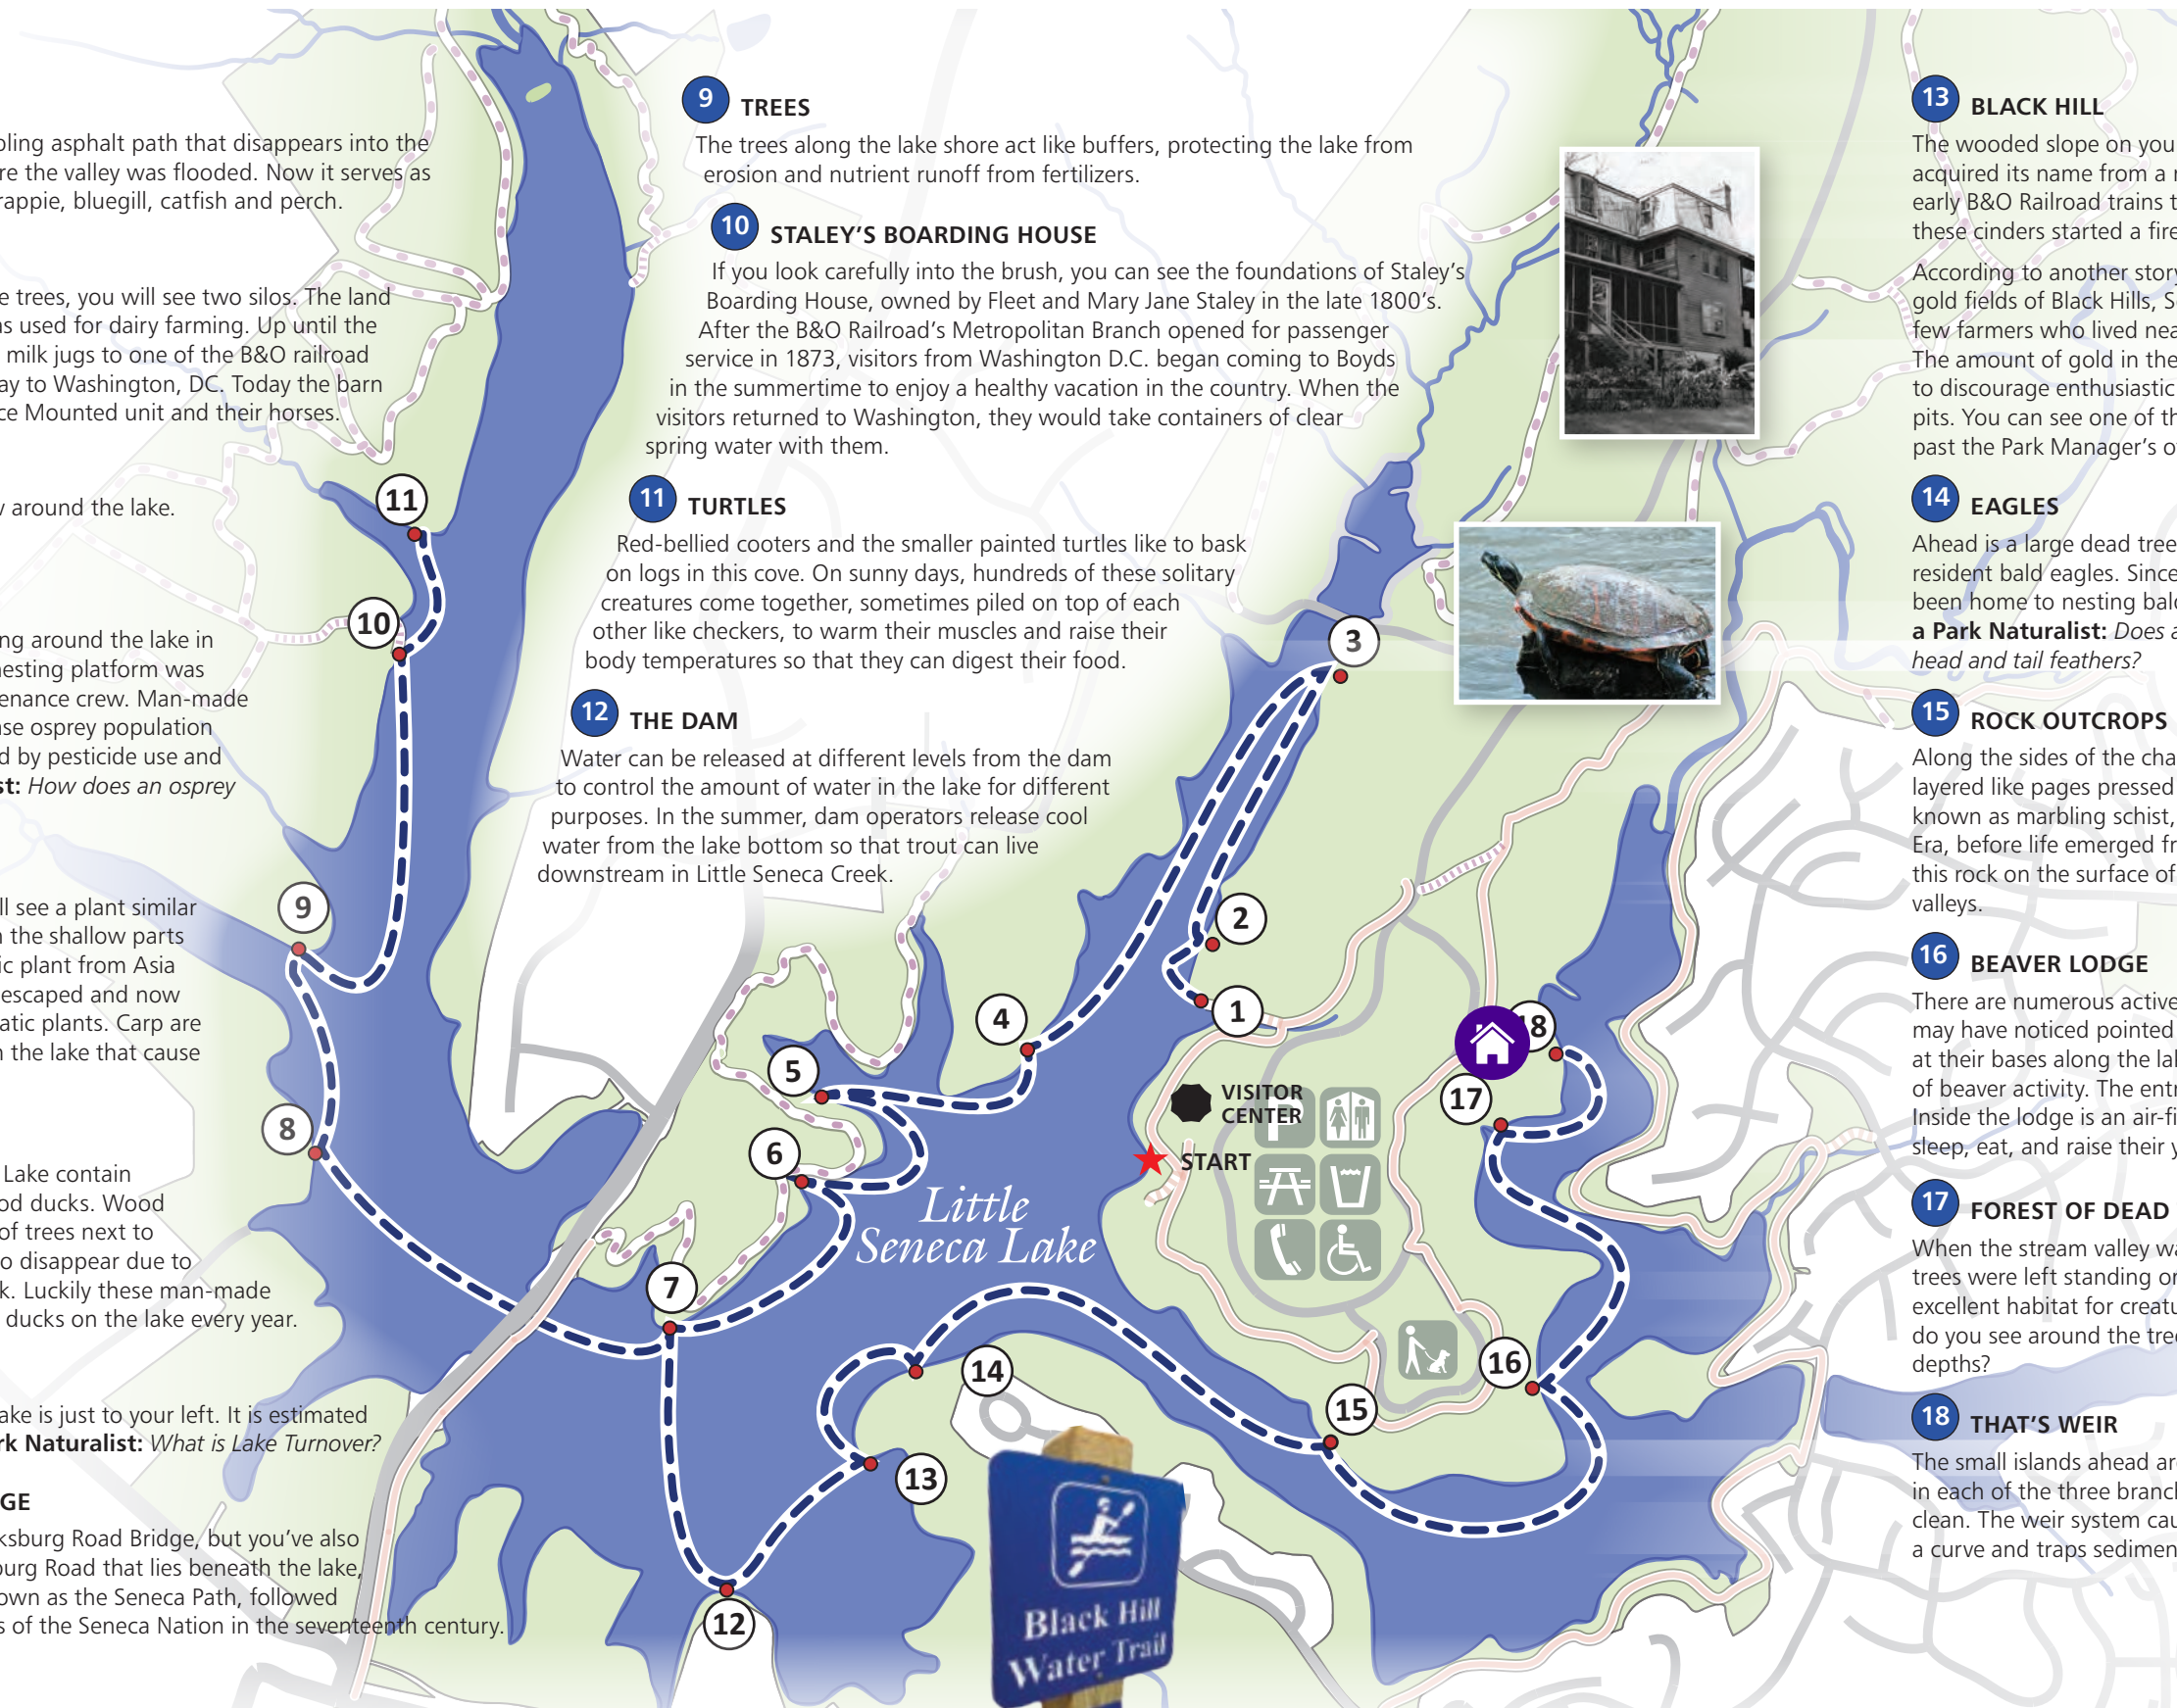 bling asphalt path that disappears into the
re the valley was flooded. Now it serves as
rappie, bluegill, catfish and perch.
e trees, you will see two silos. The land
as used for dairy farming. Up until the
milk jugs to one of the B&O railroad
ay to Washington, DC. Today the barn
ce Mounted unit and their horses.
around the lake.
ng around the lake in
nesting platform was
enance crew. Man-made
ase osprey population
d by pesticide use and
st: How does an osprey
ll see a plant similar
n the shallow parts
ic plant from Asia
escaped and now
atic plants. Carp are
n the lake that cause
Lake contain
od ducks. Wood
of trees next to
o disappear due to
k. Luckily these man-made
ducks on the lake every year.
ake is just to your left. It is estimated
rk Naturalist: What is Lake Turnover?
GE
ksburg Road Bridge, but you've also
burg Road that lies beneath the lake,
own as the Seneca Path, followed
s of the Seneca Nation in the seventeenth century.
9 TREES
The trees along the lake shore act like buffers, protecting the lake from
erosion and nutrient runoff from fertilizers.
10 STALEY'S BOARDING HOUSE
If you look carefully into the brush, you can see the foundations of Staley's
Boarding House, owned by Fleet and Mary Jane Staley in the late 1800's.
After the B&O Railroad's Metropolitan Branch opened for passenger
service in 1873, visitors from Washington D.C. began coming to Boyds
in the summertime to enjoy a healthy vacation in the country. When the
visitors returned to Washington, they would take containers of clear
spring water with them.
11 TURTLES
Red-bellied cooters and the smaller painted turtles like to bask
on logs in this cove. On sunny days, hundreds of these solitary
creatures come together, sometimes piled on top of each
other like checkers, to warm their muscles and raise their
body temperatures so that they can digest their food.
12 THE DAM
Water can be released at different levels from the dam
to control the amount of water in the lake for different
purposes. In the summer, dam operators release cool
water from the lake bottom so that trout can live
downstream in Little Seneca Creek.
11
10
9
8
7
6
5
4
3
2
1
VISITOR
CENTER
P
START
Little
Seneca Lake
18
17
16
15
14
13
12
Black Hill
Water Trail
13 BLACK HILL
The wooded slope on you
acquired its name from a
early B&O Railroad trains t
these cinders started a fire
According to another story
gold fields of Black Hills, S
few farmers who lived nea
The amount of gold in the
to discourage enthusiastic
pits. You can see one of th
past the Park Manager's o
14 EAGLES
Ahead is a large dead tree
resident bald eagles. Since
been home to nesting bald
a Park Naturalist: Does a
head and tail feathers?
15 ROCK OUTCROPS
Along the sides of the cha
layered like pages pressed
known as marbling schist,
Era, before life emerged fr
this rock on the surface of
valleys.
16 BEAVER LODGE
There are numerous active
may have noticed pointed
at their bases along the lak
of beaver activity. The entr
Inside the lodge is an air-fi
sleep, eat, and raise their y
17 FOREST OF DEAD
When the stream valley wa
trees were left standing or
excellent habitat for creatu
do you see around the tree
depths?
18 THAT'S WEIR
The small islands ahead are
in each of the three branch
clean. The weir system cau
a curve and traps sedimen